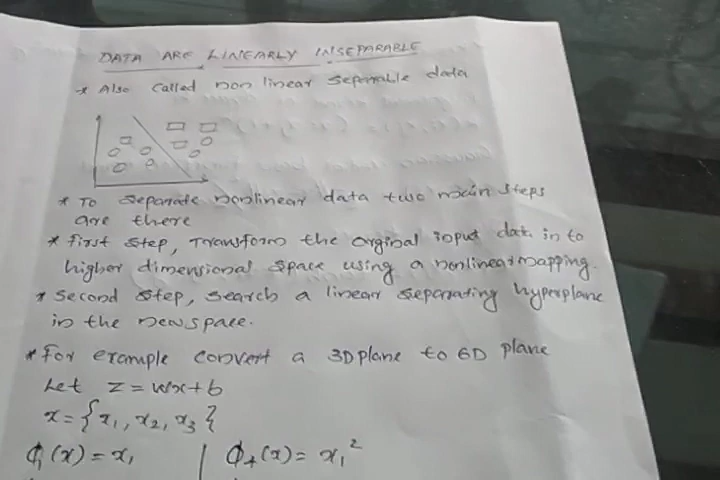 DATA ARE LINEARLY INSEPARABLE
* Also called non linear seperable data
* To seperate nonlinear data two main steps
are there
* First step, Transform the orginal input data in to
higher dimensional space using a nonlinear mapping.
* Second step, search a linear seperating hyperplane
in the new space.
* For example convert a 3D plane to 6D plane
Let z = wx + b
x = {x₁, x₂, x₃}
ϕ₁(x) = x₁ | ϕ₄(x) = x₁²